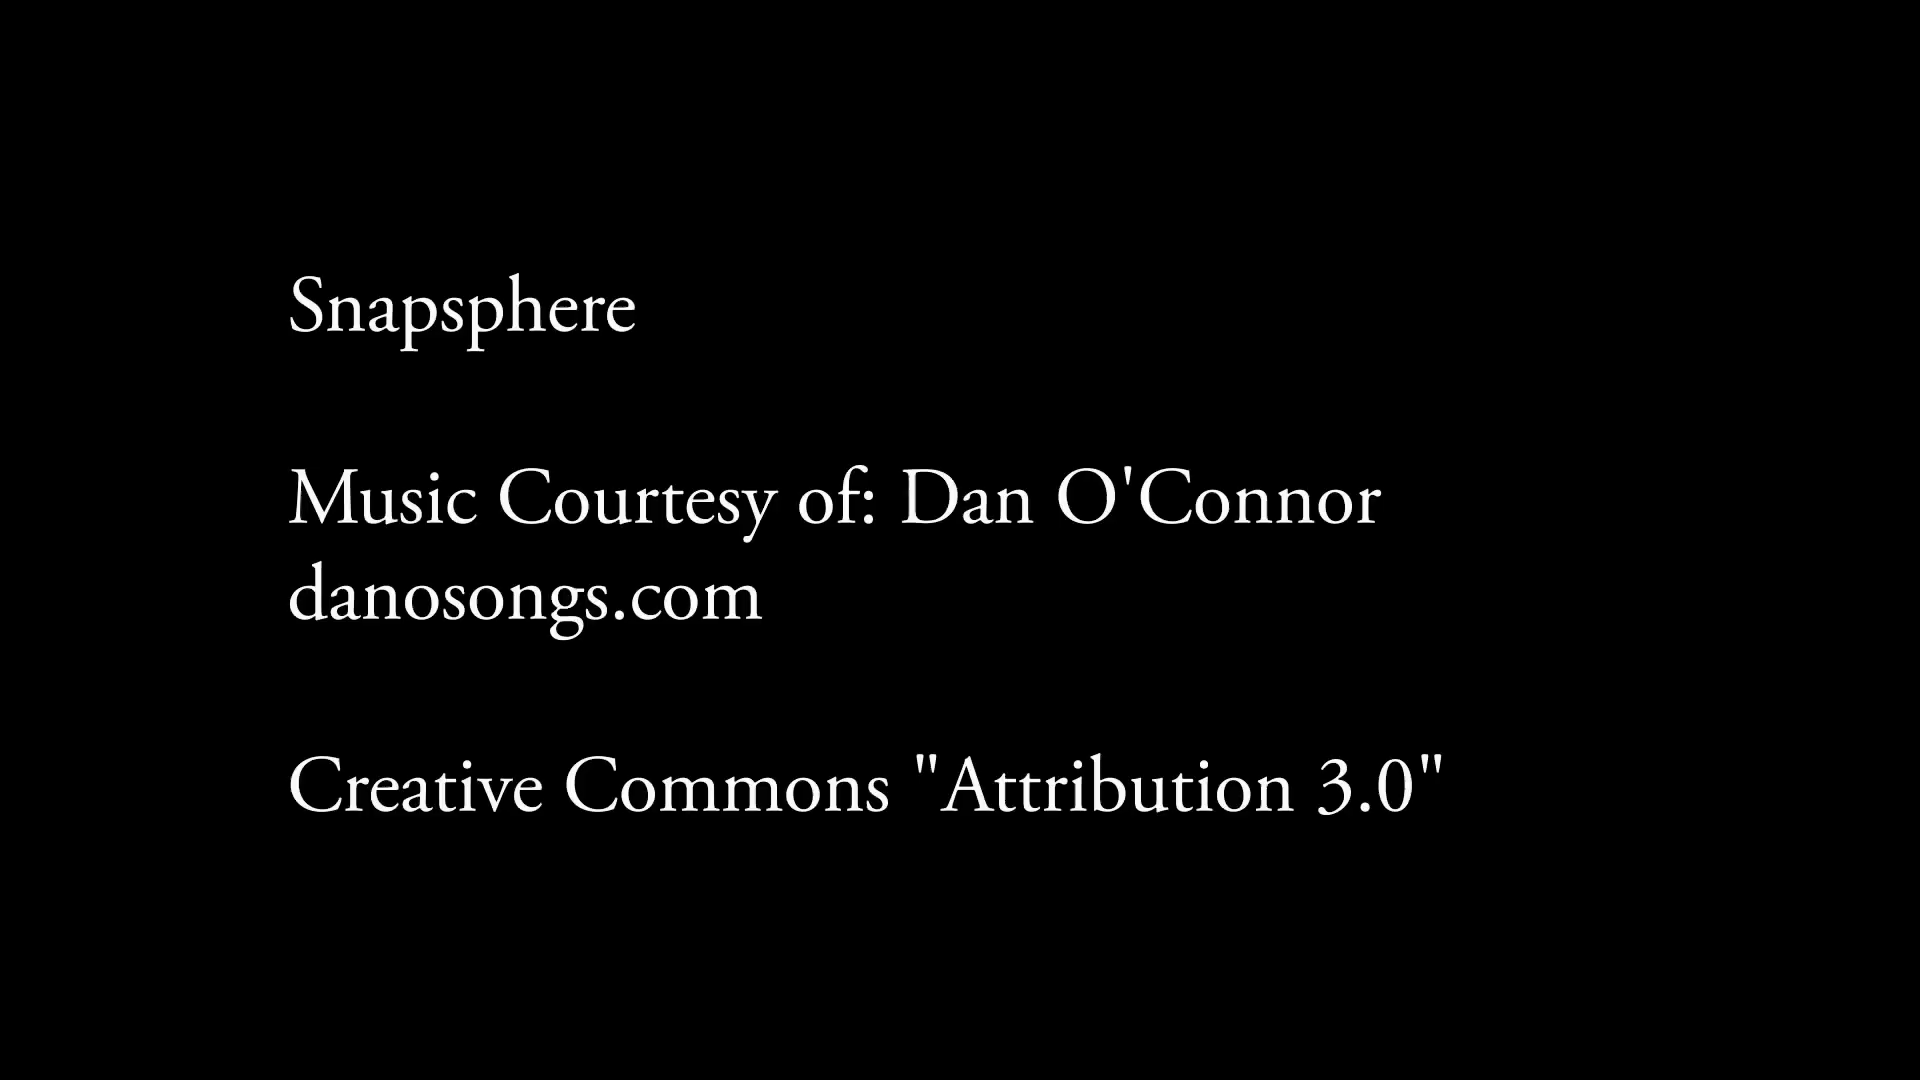 Snapsphere
Music Courtesy of: Dan O'Connor
danosongs.com
Creative Commons "Attribution 3.0"